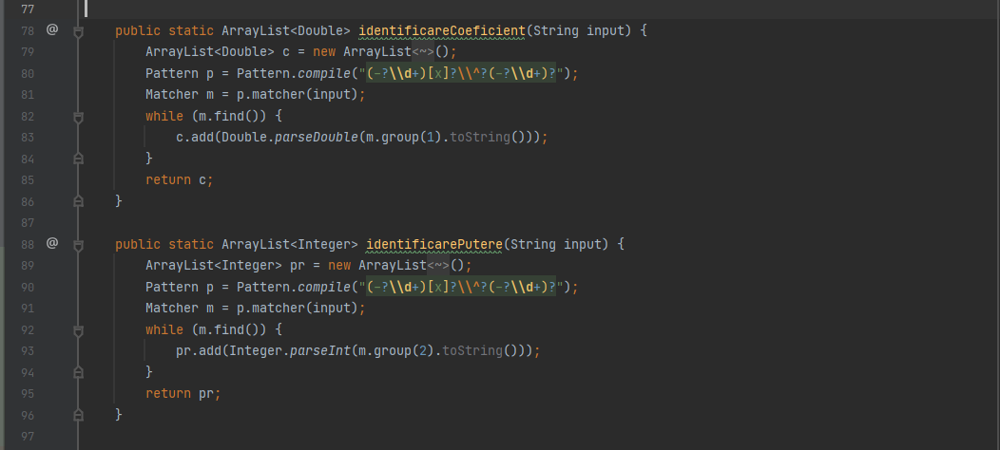 77
78 @ public static ArrayList<Double> identificareCoeficient(String input) {
79 ArrayList<Double> c = new ArrayList<~>();
80 Pattern p = Pattern.compile("(-?\\d+)[x]?\\^?(-?\\d+)?");
81 Matcher m = p.matcher(input);
82 while (m.find()) {
83 c.add(Double.parseDouble(m.group(1).toString()));
84 }
85 return c;
86 }
87
88 @ public static ArrayList<Integer> identificarePutere(String input) {
89 ArrayList<Integer> pr = new ArrayList<~>();
90 Pattern p = Pattern.compile("(-?\\d+)[x]?\\^?(-?\\d+)?");
91 Matcher m = p.matcher(input);
92 while (m.find()) {
93 pr.add(Integer.parseInt(m.group(2).toString()));
94 }
95 return pr;
96 }
97